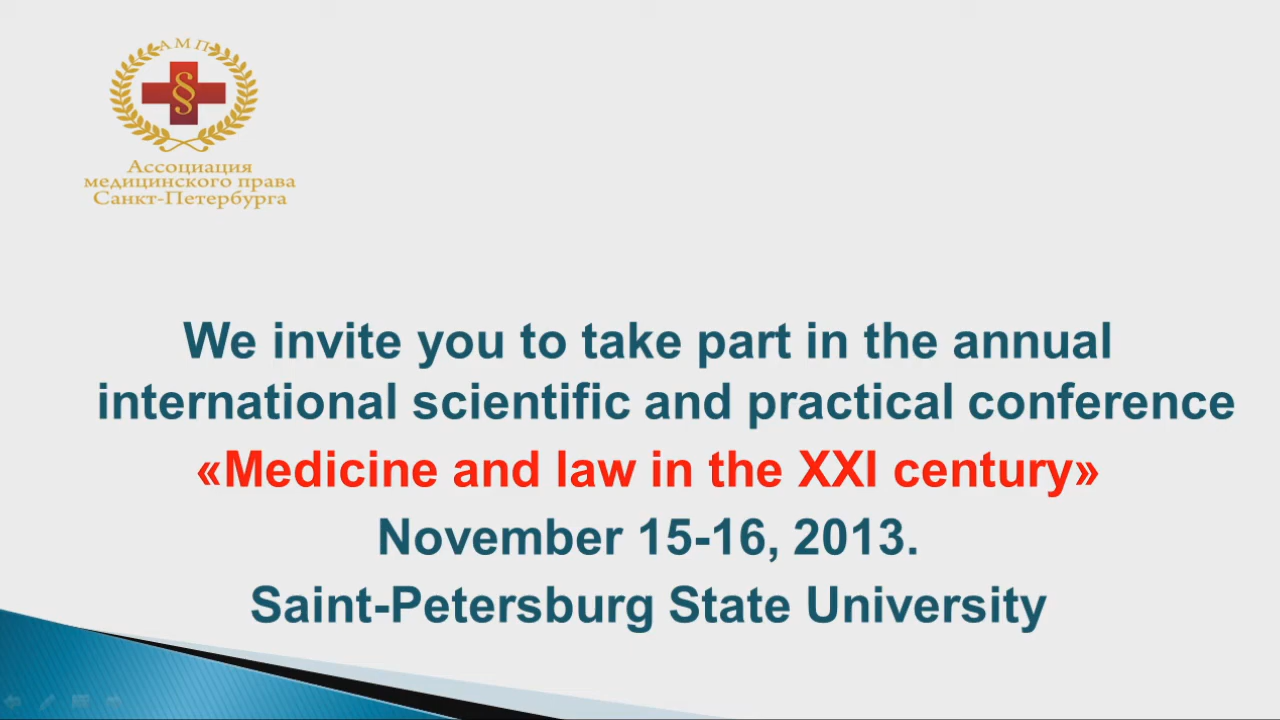 АМП
§
Ассоциация
медицинского права
Санкт-Петербурга
We invite you to take part in the annual
international scientific and practical conference
«Medicine and law in the XXI century»
November 15-16, 2013.
Saint-Petersburg State University